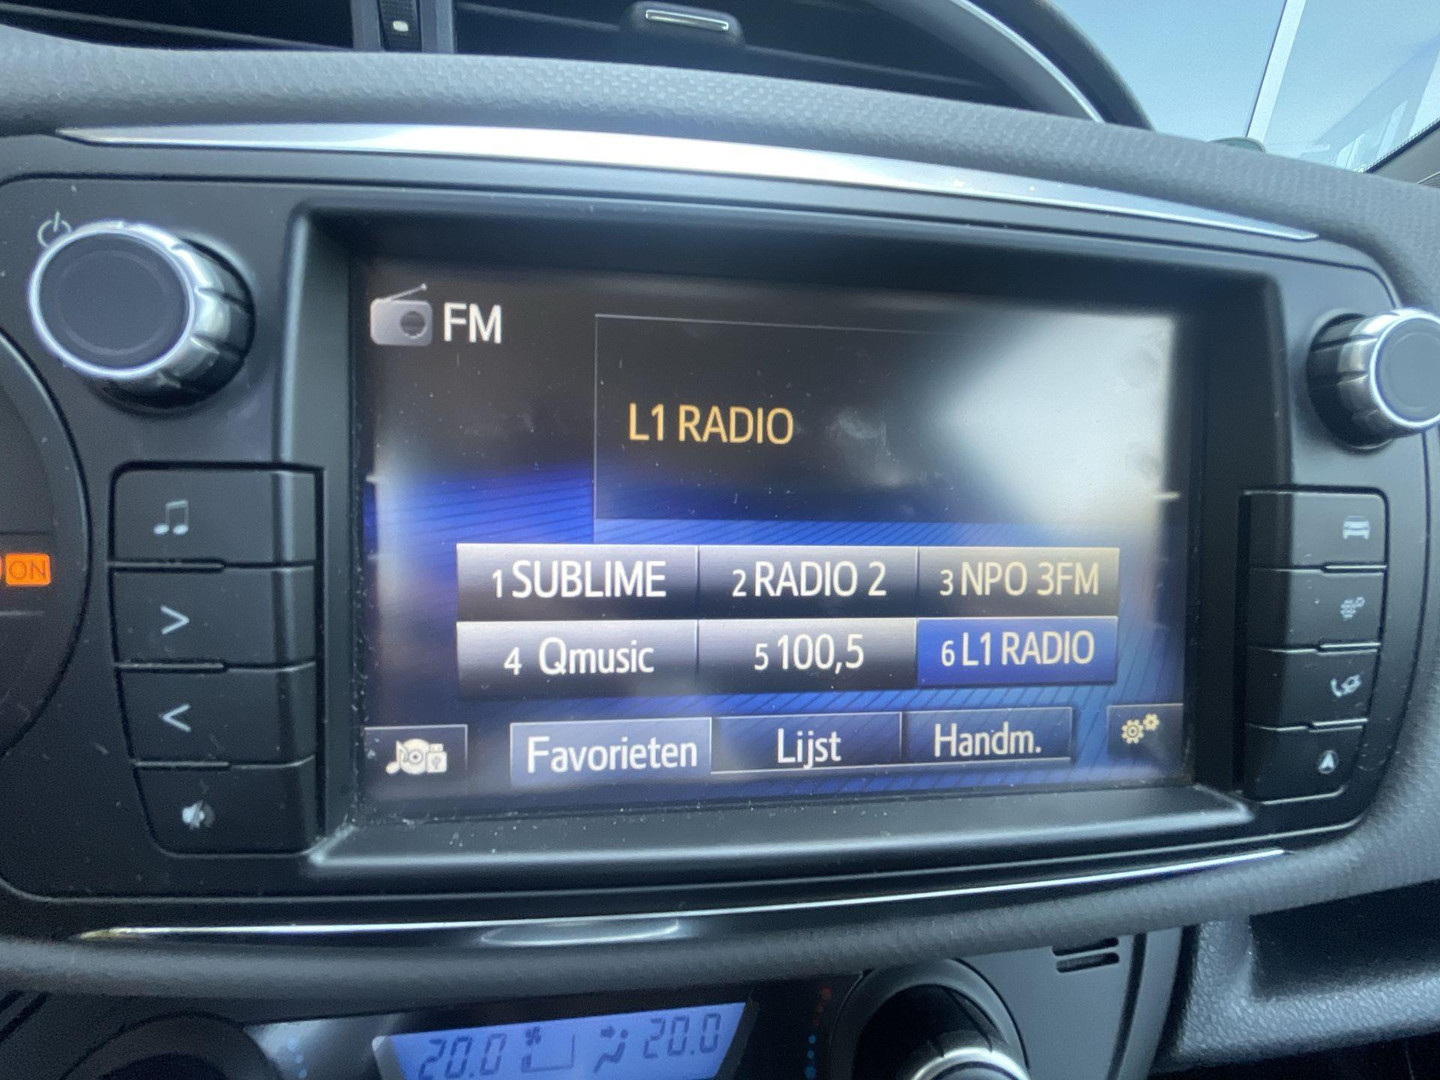 FM
L1 RADIO
1 SUBLIME
2 RADIO 2
3 NPO 3FM
4 Qmusic
5 100,5
6 L1 RADIO
Favorieten
Lijst
Handm.
ON
20.0
20.0